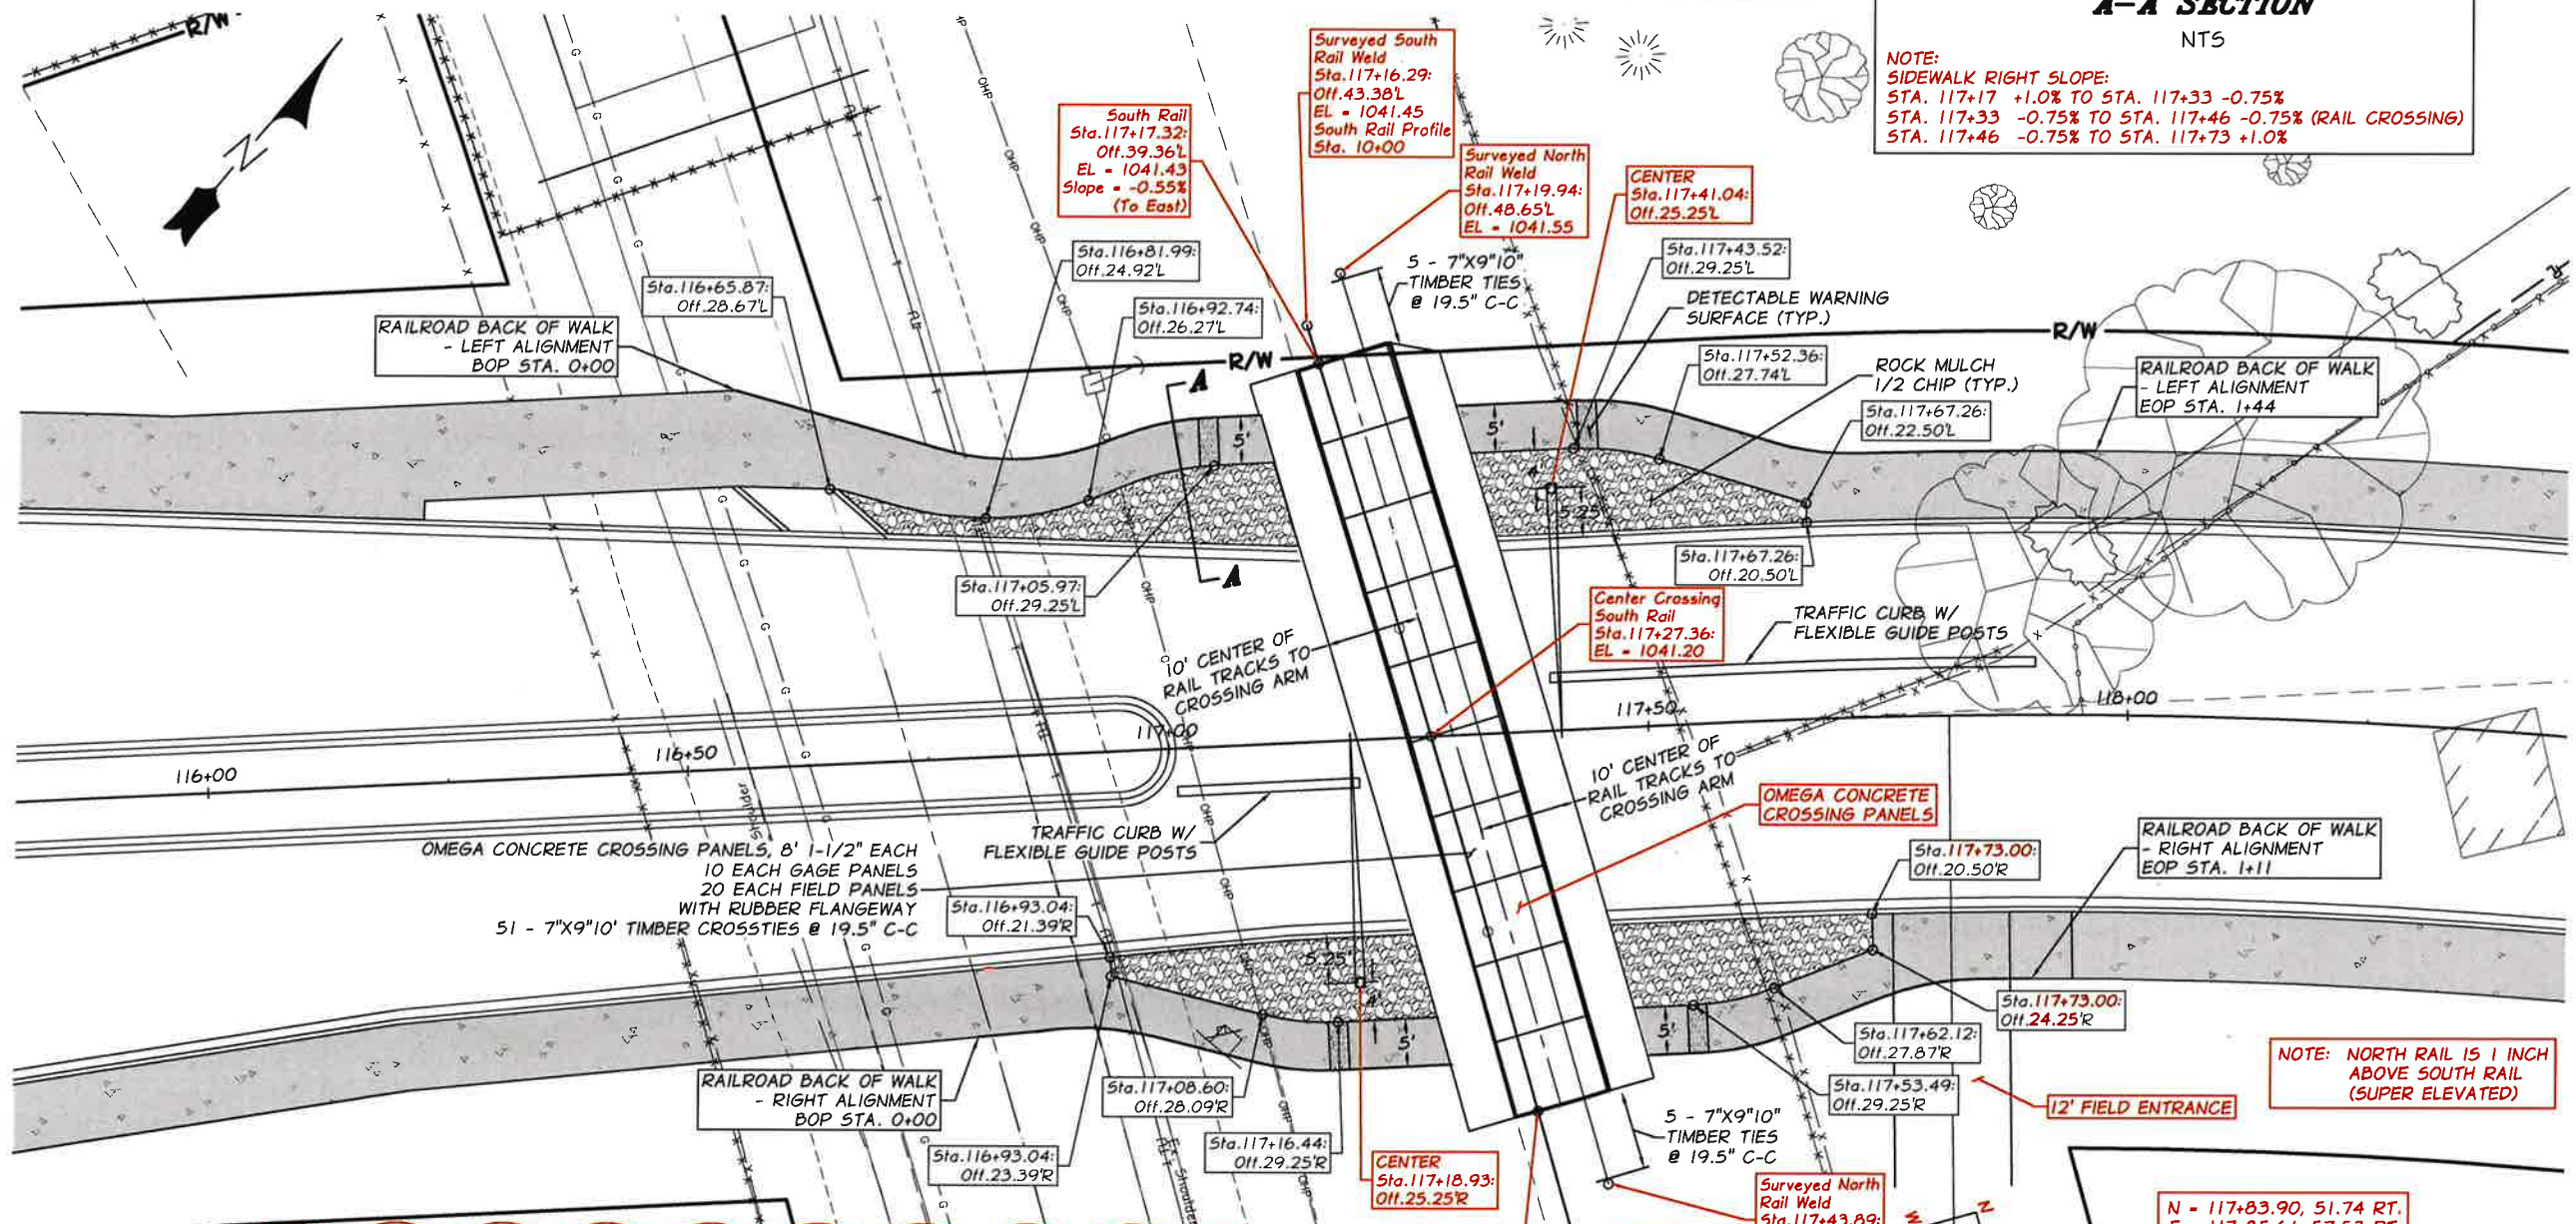 A-A SECTION
NTS
NOTE:
SIDEWALK RIGHT SLOPE:
STA. 117+17 +1.0% TO STA. 117+33 -0.75%
STA. 117+33 -0.75% TO STA. 117+46 -0.75% (RAIL CROSSING)
STA. 117+46 -0.75% TO STA. 117+73 +1.0%
R/W
N
South Rail
Sta.117+17.32:
Off.39.36'L
EL = 1041.43
Slope = -0.55%
(To East)
Surveyed South
Rail Weld
Sta.117+16.29:
Off.43.38'L
EL = 1041.45
South Rail Profile
Sta. 10+00
Surveyed North
Rail Weld
Sta.117+19.94:
Off.48.65'L
EL = 1041.55
CENTER
Sta.117+41.04:
Off.25.25'L
Sta.116+81.99:
Off.24.92'L
Sta.116+65.87:
Off.28.67'L
Sta.116+92.74:
Off.26.27'L
5 - 7"X9"10"
TIMBER TIES
@ 19.5" C-C
Sta.117+43.52:
Off.29.25'L
DETECTABLE WARNING
SURFACE (TYP.)
RAILROAD BACK OF WALK
- LEFT ALIGNMENT
BOP STA. 0+00
R/W
R/W
Sta.117+52.36:
Off.27.74'L
ROCK MULCH
1/2 CHIP (TYP.)
RAILROAD BACK OF WALK
- LEFT ALIGNMENT
EOP STA. 1+44
Sta.117+67.26:
Off.22.50'L
A
5'
5'
4'
5.25'
A
Sta.117+05.97:
Off.29.25'L
Sta.117+67.26:
Off.20.50'L
Center Crossing
South Rail
Sta.117+27.36:
EL = 1041.20
TRAFFIC CURB W/
FLEXIBLE GUIDE POSTS
10' CENTER OF
RAIL TRACKS TO
CROSSING ARM
116+00
116+50
117+00
117+50
118+00
10' CENTER OF
RAIL TRACKS TO
CROSSING ARM
Shoulder
TRAFFIC CURB W/
FLEXIBLE GUIDE POSTS
OMEGA CONCRETE
CROSSING PANELS
OMEGA CONCRETE CROSSING PANELS, 8' 1-1/2" EACH
10 EACH GAGE PANELS
20 EACH FIELD PANELS
WITH RUBBER FLANGEWAY
51 - 7"X9"10' TIMBER CROSSTIES @ 19.5" C-C
RAILROAD BACK OF WALK
- RIGHT ALIGNMENT
EOP STA. 1+11
Sta.117+73.00:
Off.20.50'R
Sta.116+93.04:
Off.21.39'R
5.25'
4'
5'
5'
Sta.117+73.00:
Off.24.25'R
Sta.117+62.12:
Off.27.87'R
Sta.117+53.49:
Off.29.25'R
12' FIELD ENTRANCE
NOTE: NORTH RAIL IS 1 INCH
ABOVE SOUTH RAIL
(SUPER ELEVATED)
RAILROAD BACK OF WALK
- RIGHT ALIGNMENT
BOP STA. 0+00
Sta.117+08.60:
Off.28.09'R
Sta.117+16.44:
Off.29.25'R
Sta.116+93.04:
Off.23.39'R
Ex. Shoulder
CENTER
Sta.117+18.93:
Off.25.25'R
5 - 7"X9"10"
TIMBER TIES
@ 19.5" C-C
Surveyed North
Rail Weld
Sta.117+43.89:
N = 117+83.90, 51.74 RT.